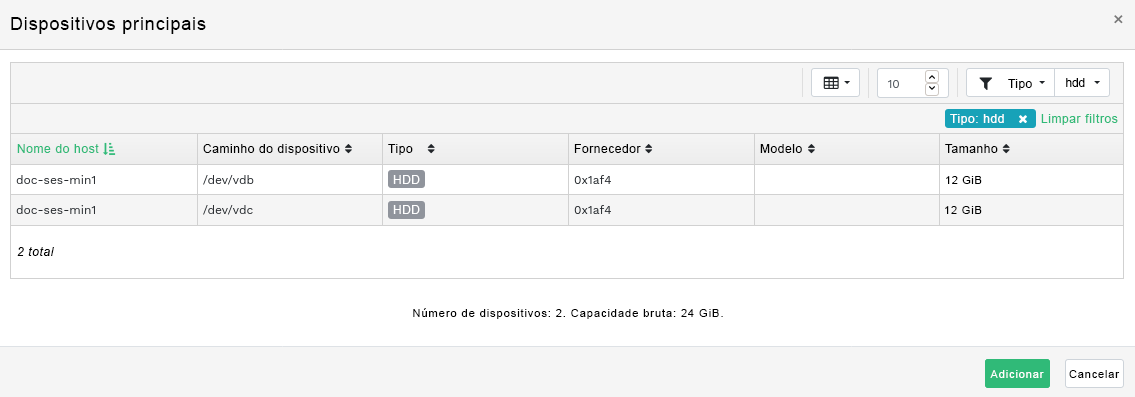 Dispositivos principais ×
10 Tipo hdd
Tipo: hdd × Limpar filtros
Nome do host Caminho do dispositivo Tipo Fornecedor Modelo Tamanho
doc-ses-min1 /dev/vdb HDD 0x1af4 12 GiB
doc-ses-min1 /dev/vdc HDD 0x1af4 12 GiB
2 total
Número de dispositivos: 2. Capacidade bruta: 24 GiB.
Adicionar Cancelar